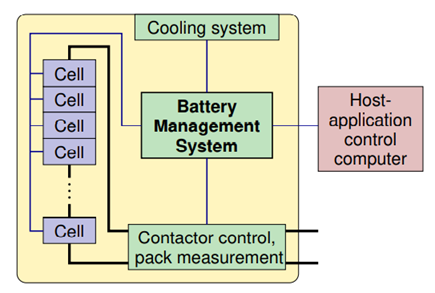 Cooling system
Cell
Cell
Cell
Cell
Cell
Battery
Management
System
Host-
application
control
computer
Contactor control,
pack measurement